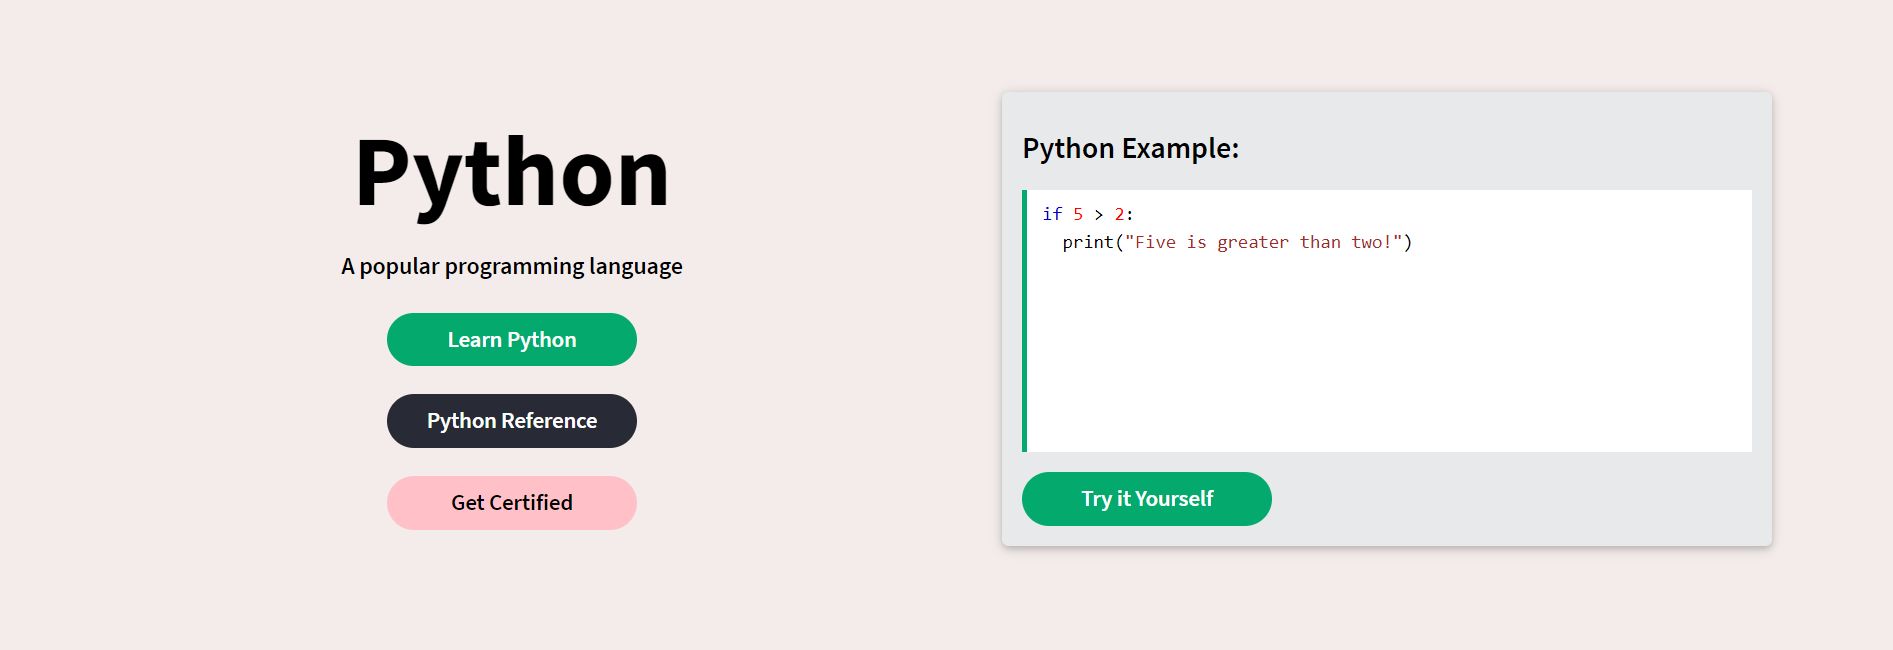 Python
A popular programming language
Learn Python
Python Reference
Get Certified
Python Example:
if 5 > 2:
  print("Five is greater than two!")
Try it Yourself